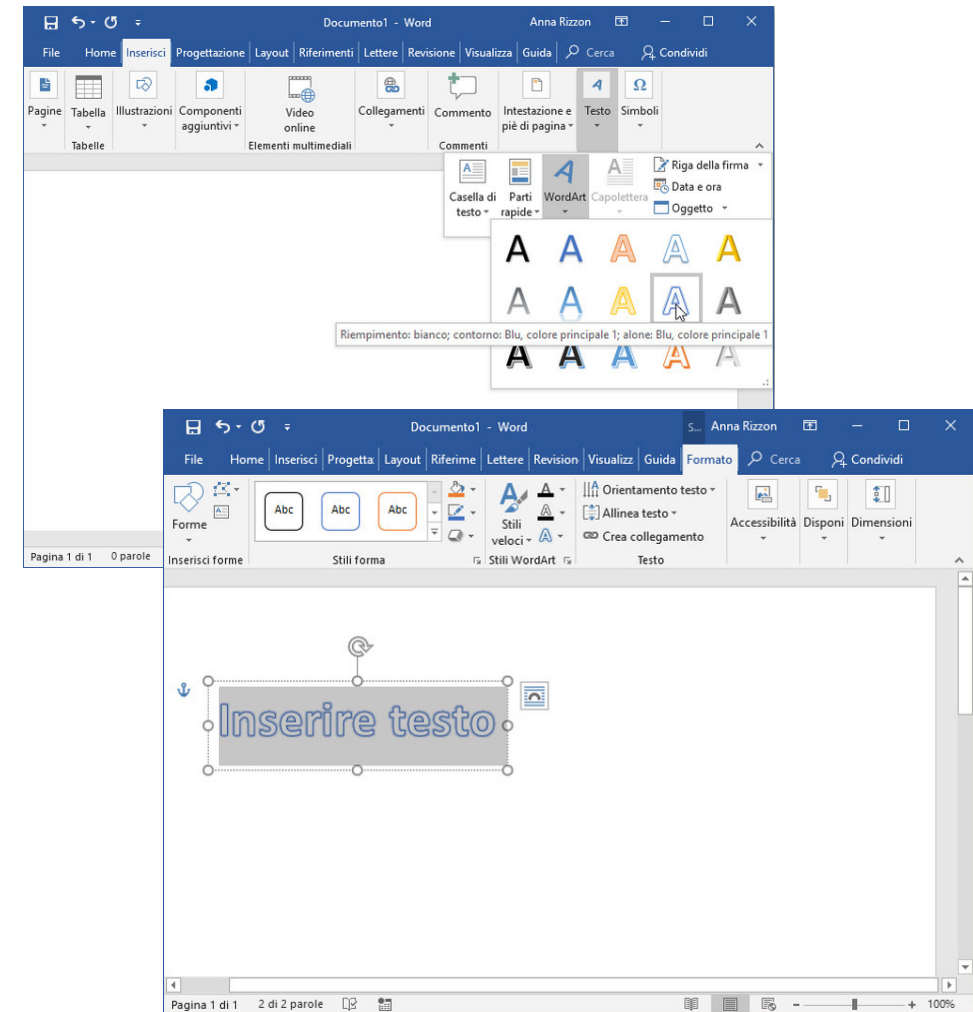 Documento1 - Word Anna Rizzon
File Home Inserisci Progettazione Layout Riferimenti Lettere Revisione Visualizza Guida Cerca Condividi
Pagine Tabella Illustrazioni Componenti aggiuntivi Video online Collegamenti Commento Intestazione e piè di pagina Testo Simboli
Tabelle Elementi multimediali Commenti
Casella di testo Parti rapide WordArt Capolettera Riga della firma
Data e ora
Oggetto
A A A A A
A A A A A
Riempimento: bianco; contorno: Blu, colore principale 1; alone: Blu, colore principale 1
A A A A A
Pagina 1 di 1 0 parole
Documento1 - Word S... Anna Rizzon
File Home Inserisci Progetta Layout Riferime Lettere Revision Visualizz Guida Formato Cerca Condividi
Forme Abc Abc Abc Stili veloci Orientamento testo
Allinea testo
Crea collegamento
Accessibilità Disponi Dimensioni
Inserisci forme Stili forma Stili WordArt Testo
Inserire testo
Pagina 1 di 1 2 di 2 parole 100%